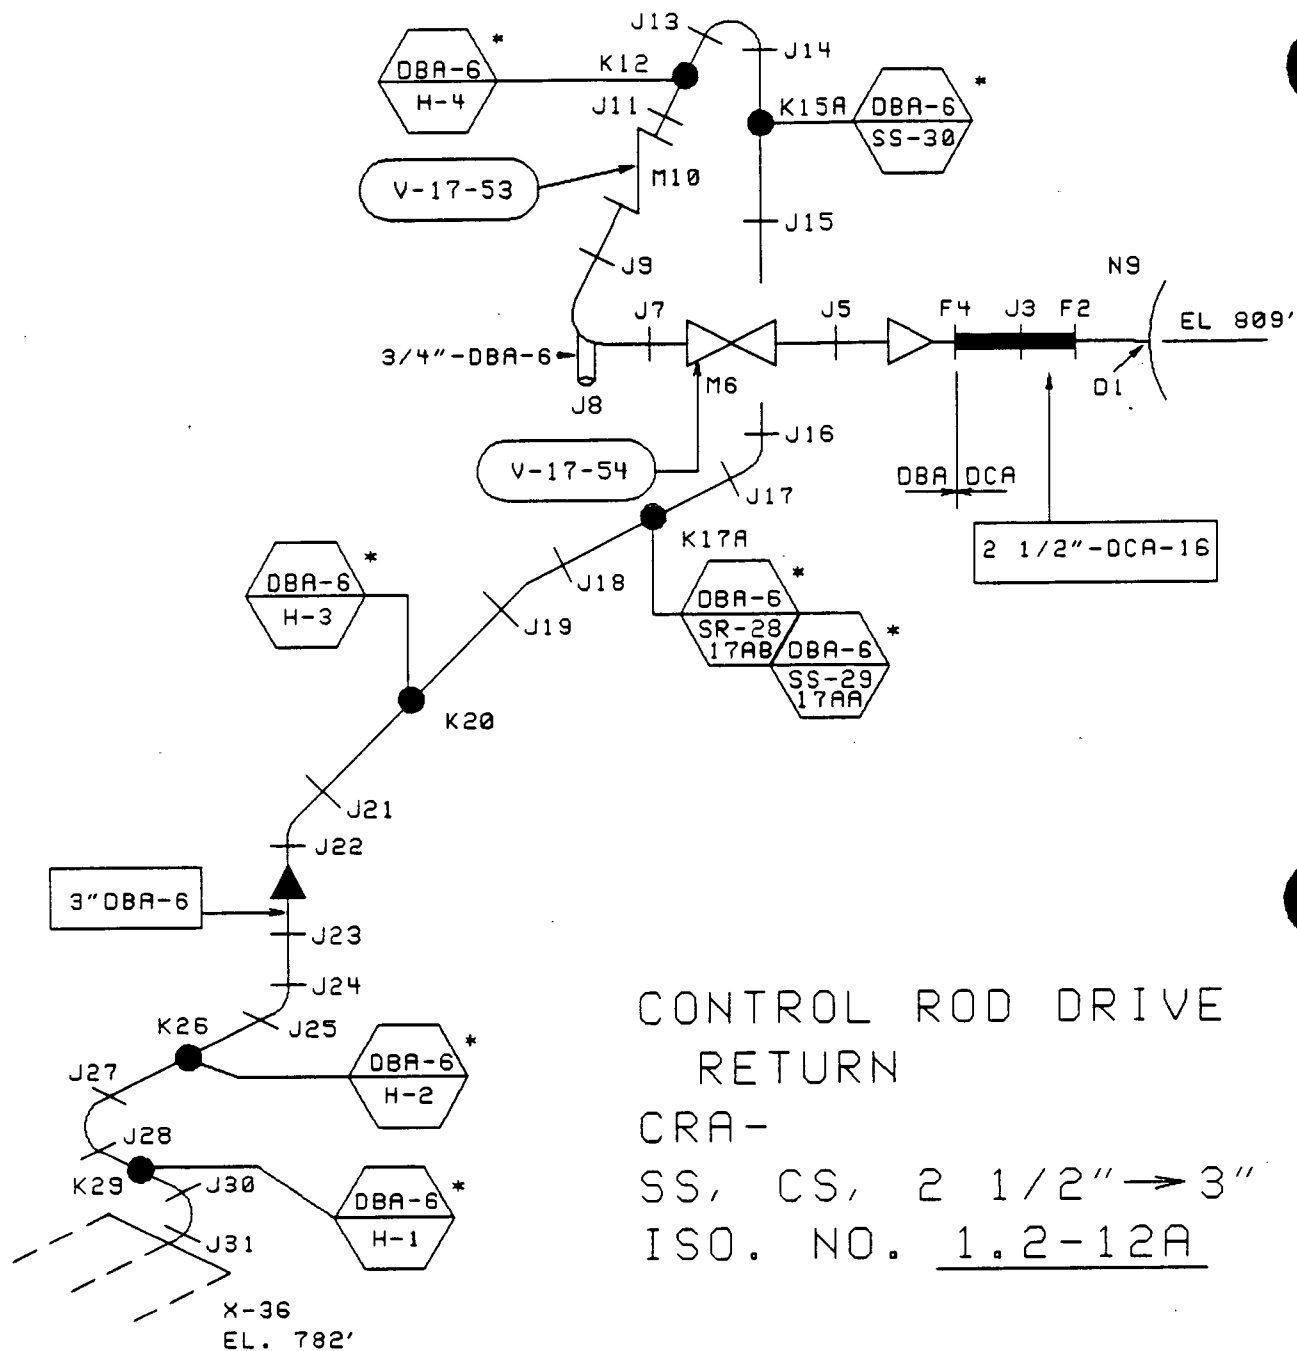 J13
*
J14
K12
DBA-6
H-4
*
K15A
DBA-6
SS-30
J11
M10
V-17-53
J15
J9
N9
J7
J5
F4
J3
F2
EL 809'
3/4"-DBA-6
M6
D1
J8
J16
V-17-54
J17
DBA
DCA
2 1/2"-DCA-16
K17A
*
DBA-6
H-3
J18
*
DBA-6
SR-28
17AB
J19
*
DBA-6
SS-29
17AA
K20
J21
J22
3"DBA-6
J23
J24
J25
K26
*
DBA-6
H-2
J27
J28
K29
J30
*
DBA-6
H-1
J31
X-36
EL. 782'
CONTROL ROD DRIVE
RETURN
CRA-
SS, CS, 2 1/2" → 3"
ISO. NO. 1.2-12A